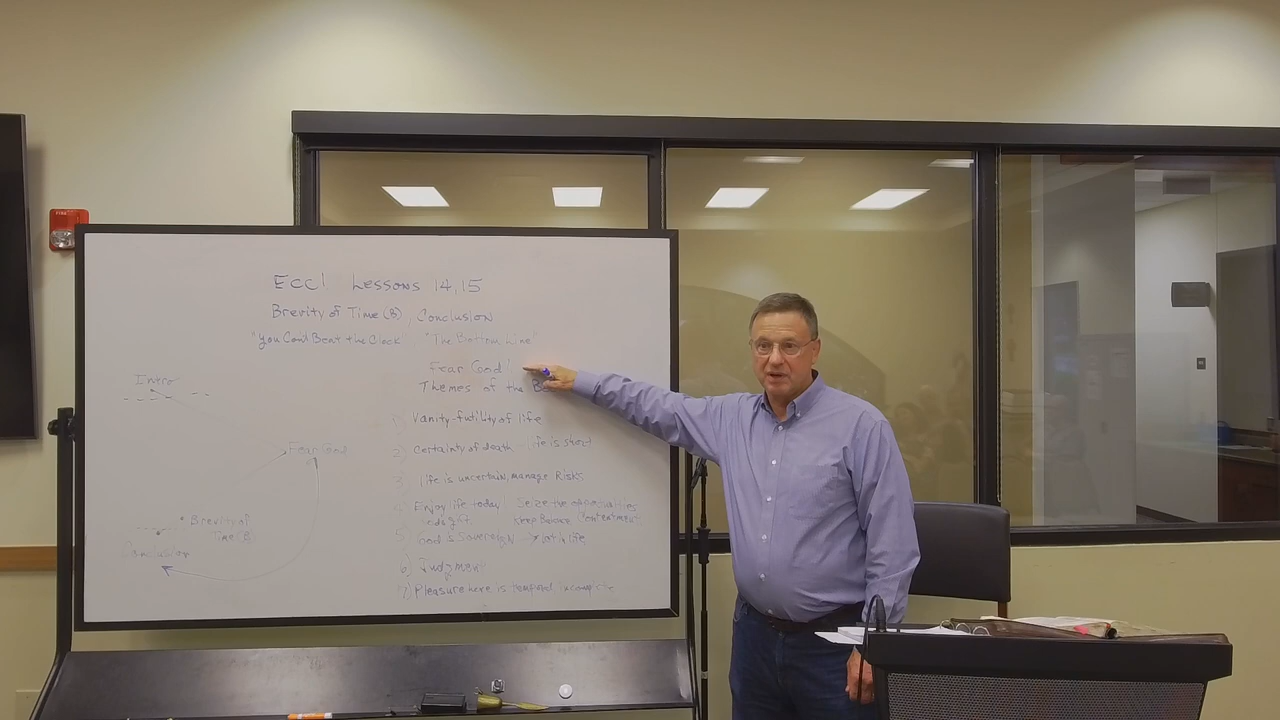 FIRE
Eccl Lessons 14,15
Brevity of Time (B), Conclusion
"You Can't Beat the Clock "The Bottom Line"
Fear God!
Themes of the
Intro
1) Vanity-futility of life
2) Certainty of death Life is short
3) Life is uncertain, manage Risks
Fear God
4) Enjoy life today Seize the opportunities
Keep Balance Contentment
5) God is Sovereign
6) Judgment
7) Pleasure here is temporal incomplete
Brevity of
Time (B)
Conclusion